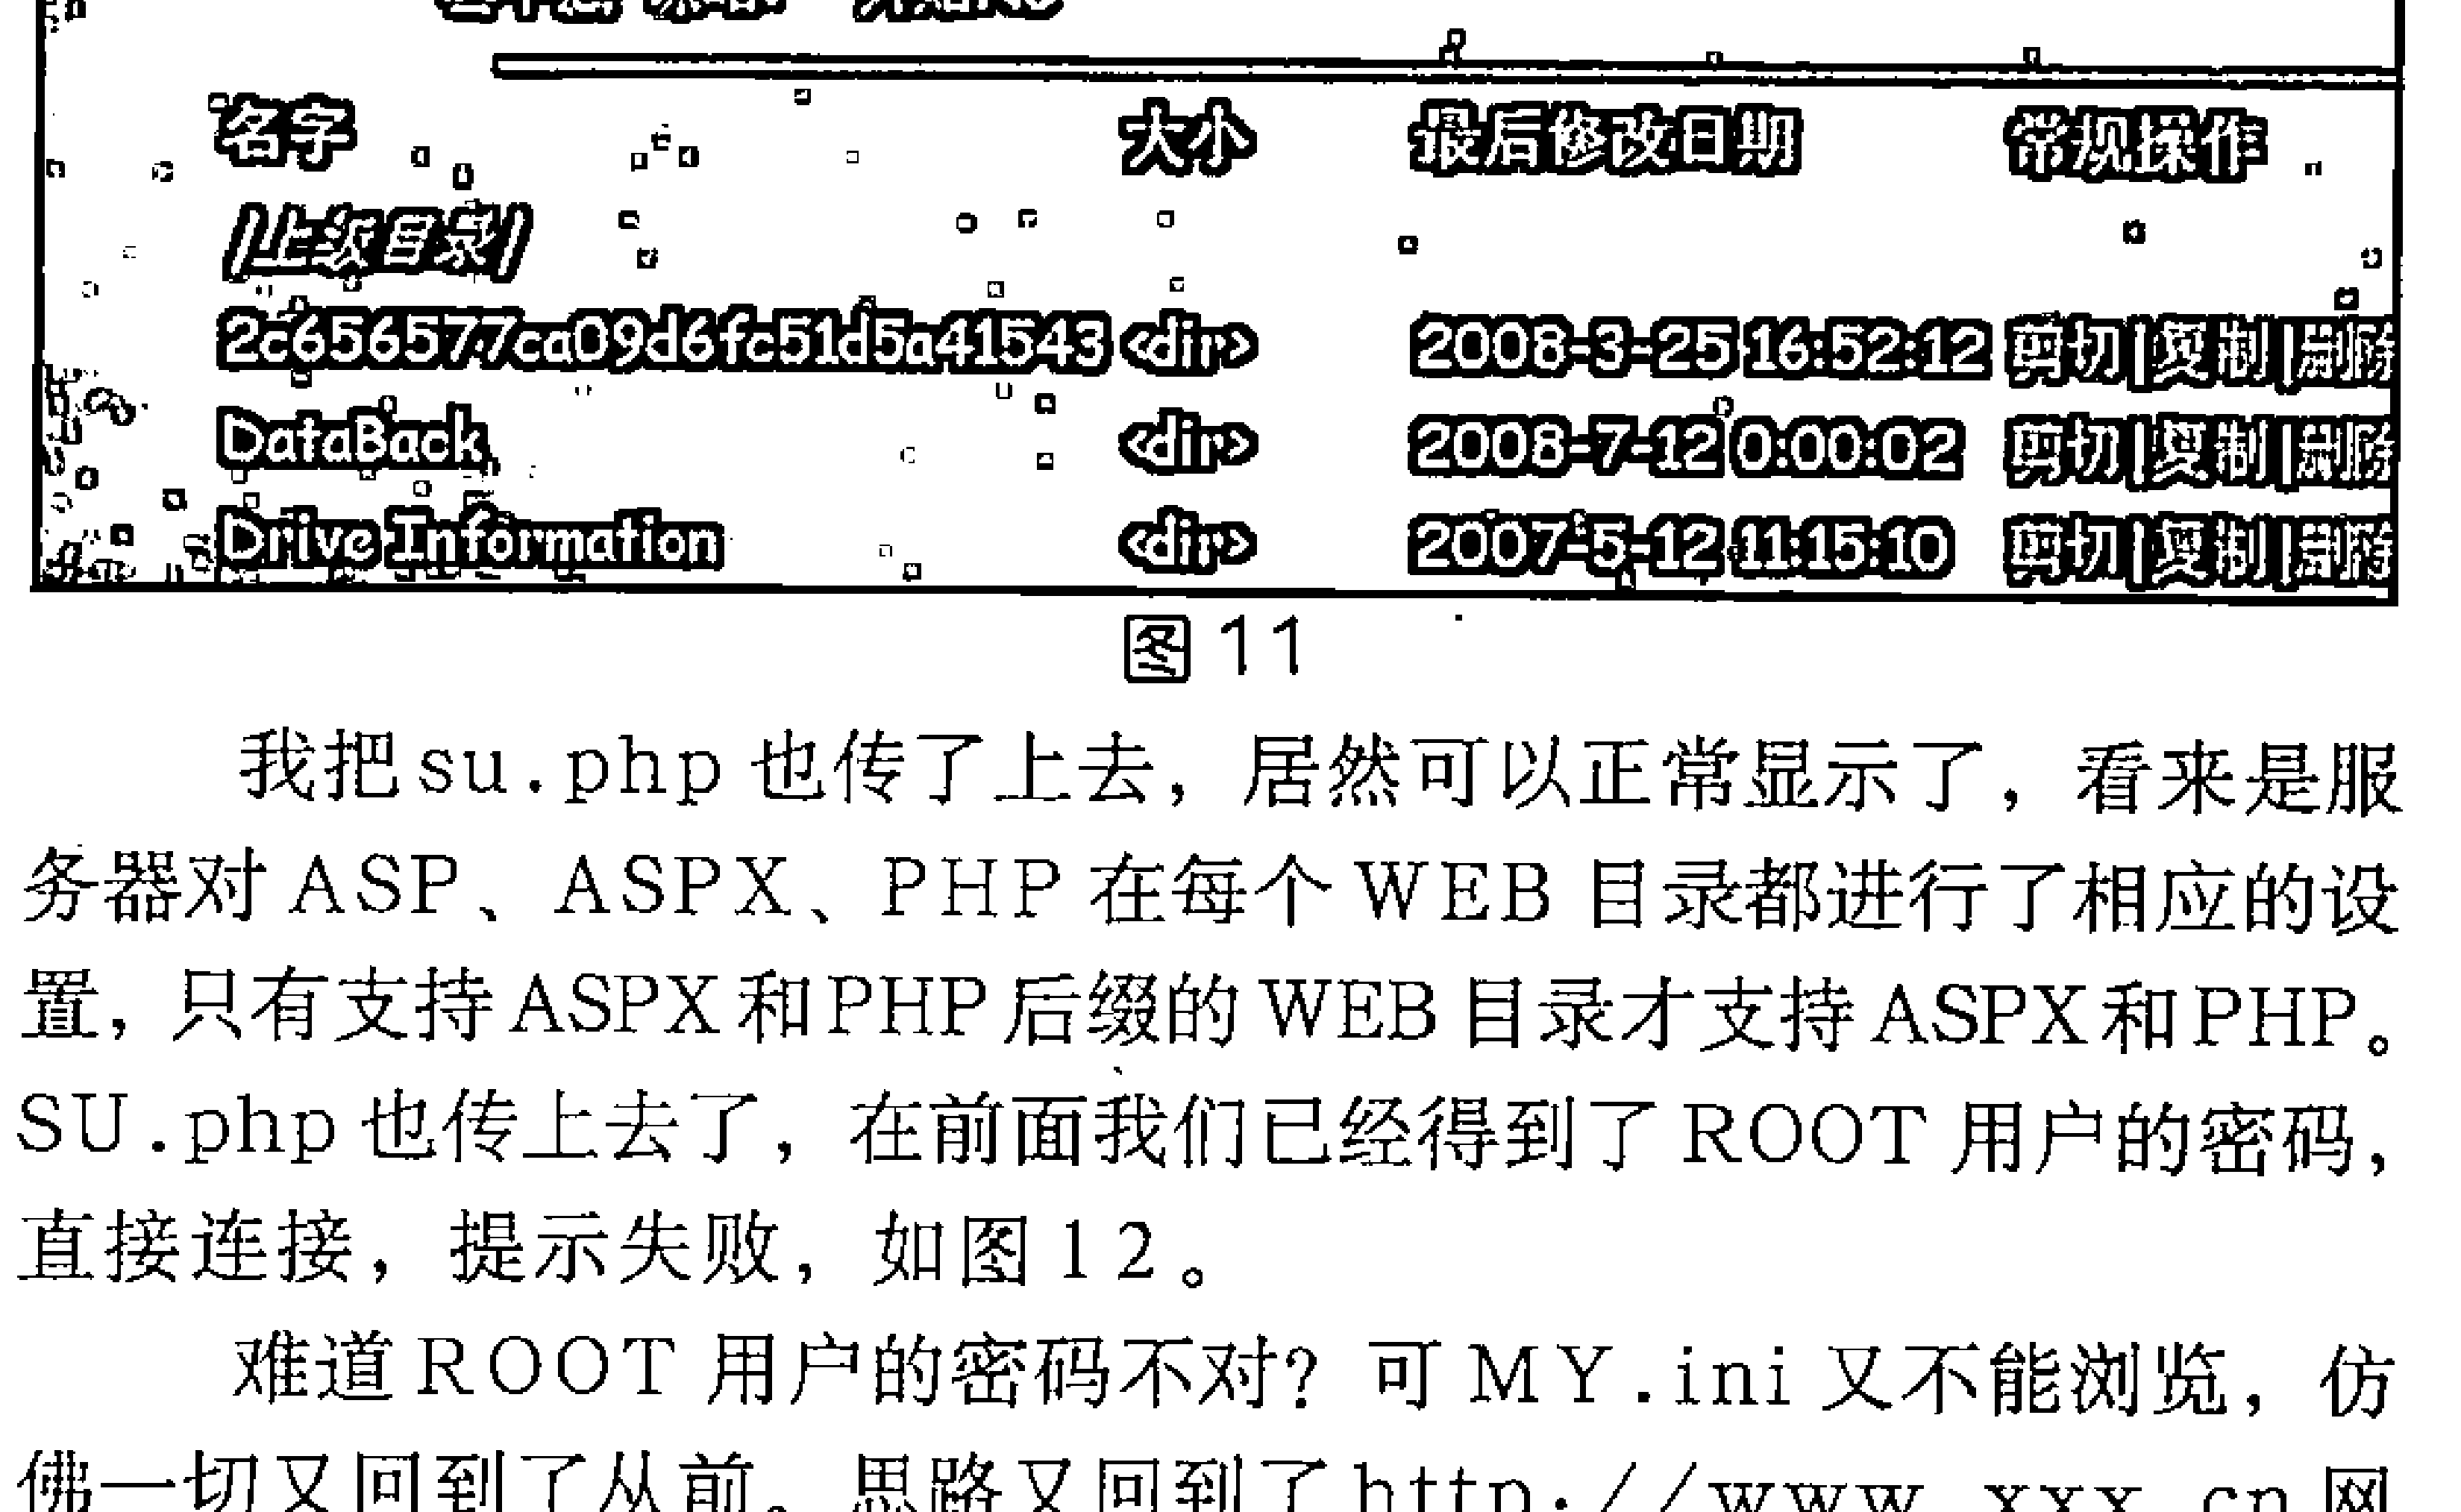 名字 大小 最后修改日期 常规操作
|上级目录|
2c656577ca09d6fc51d5a41543 <dir> 2008-3-25 16:52:12 剪切|复制|删除
DataBack <dir> 2008-7-12 0:00:02 剪切|复制|删除
Drive Information <dir> 2007-5-12 11:15:10 剪切|复制|删除
图11
我把su.php也传了上去，居然可以正常显示了，看来是服
务器对ASP、ASPX、PHP在每个WEB目录都进行了相应的设
置，只有支持ASPX和PHP后缀的WEB目录才支持ASPX和PHP。
SU.php也传上去了，在前面我们已经得到了ROOT用户的密码，
直接连接，提示失败，如图12。
难道ROOT用户的密码不对？可MY.ini又不能浏览，仿
佛一切又回到了从前。思路又回到了http://www.xxx.cn网